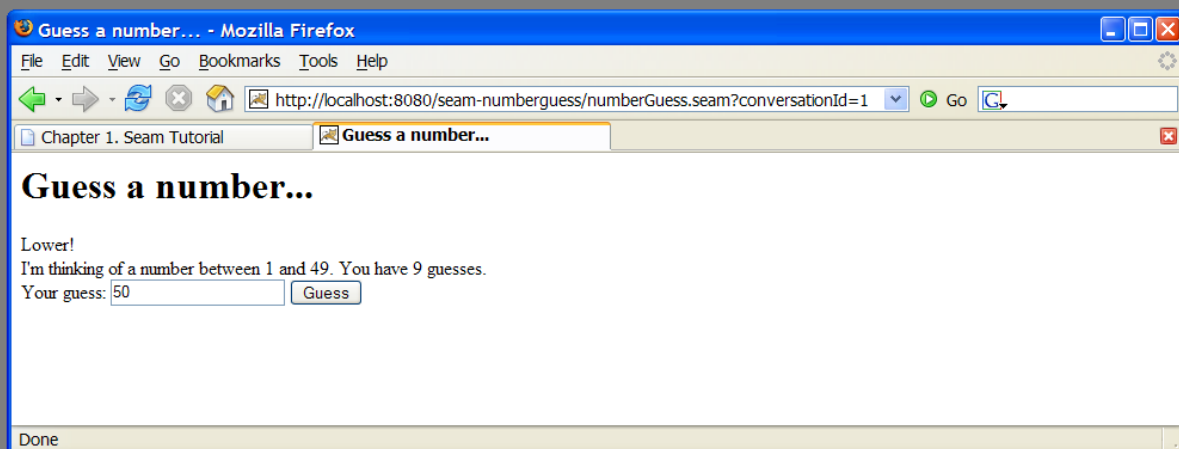 Guess a number... - Mozilla Firefox
File Edit View Go Bookmarks Tools Help
http://localhost:8080/seam-numberguess/numberGuess.seam?conversationId=1 Go G
Chapter 1. Seam Tutorial Guess a number...
Guess a number...
Lower!
I'm thinking of a number between 1 and 49. You have 9 guesses.
Your guess: 50 Guess
Done